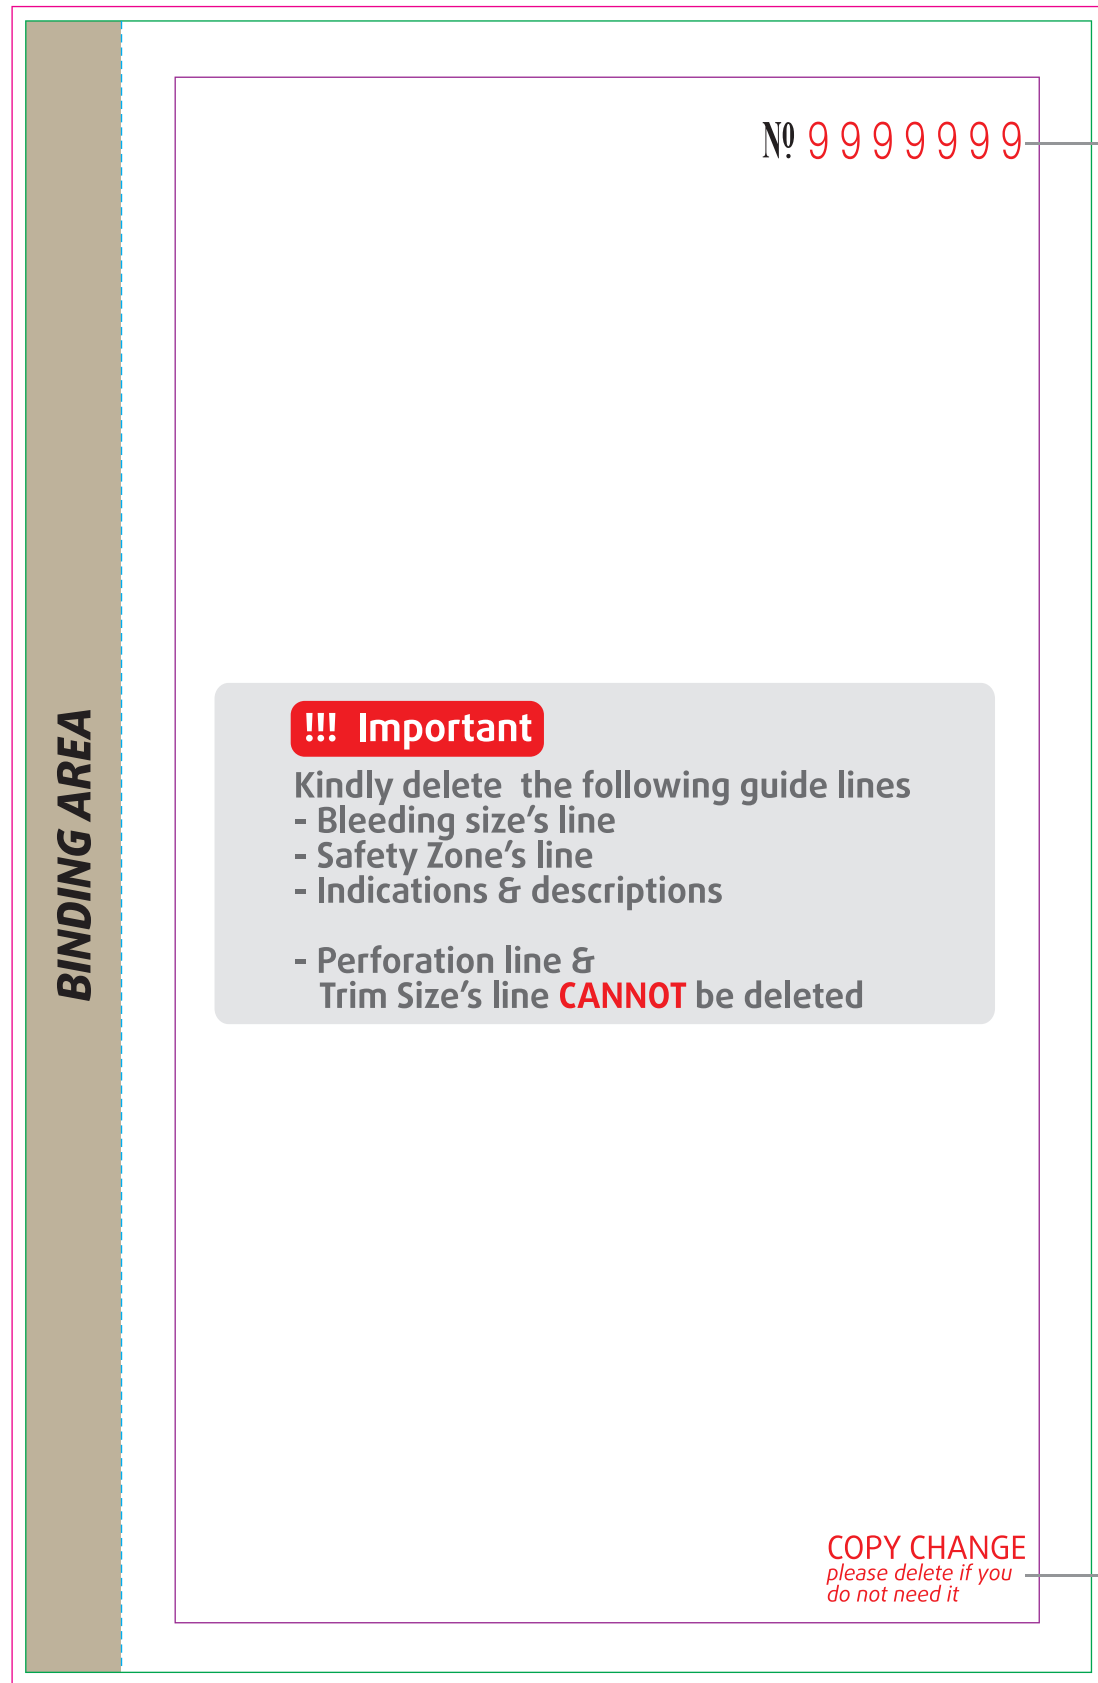 Nº 9999999
BINDING AREA
!!! Important
Kindly delete the following guide lines
- Bleeding size's line
- Safety Zone's line
- Indications & descriptions
- Perforation line &
Trim Size's line CANNOT be deleted
COPY CHANGE
please delete if you
do not need it